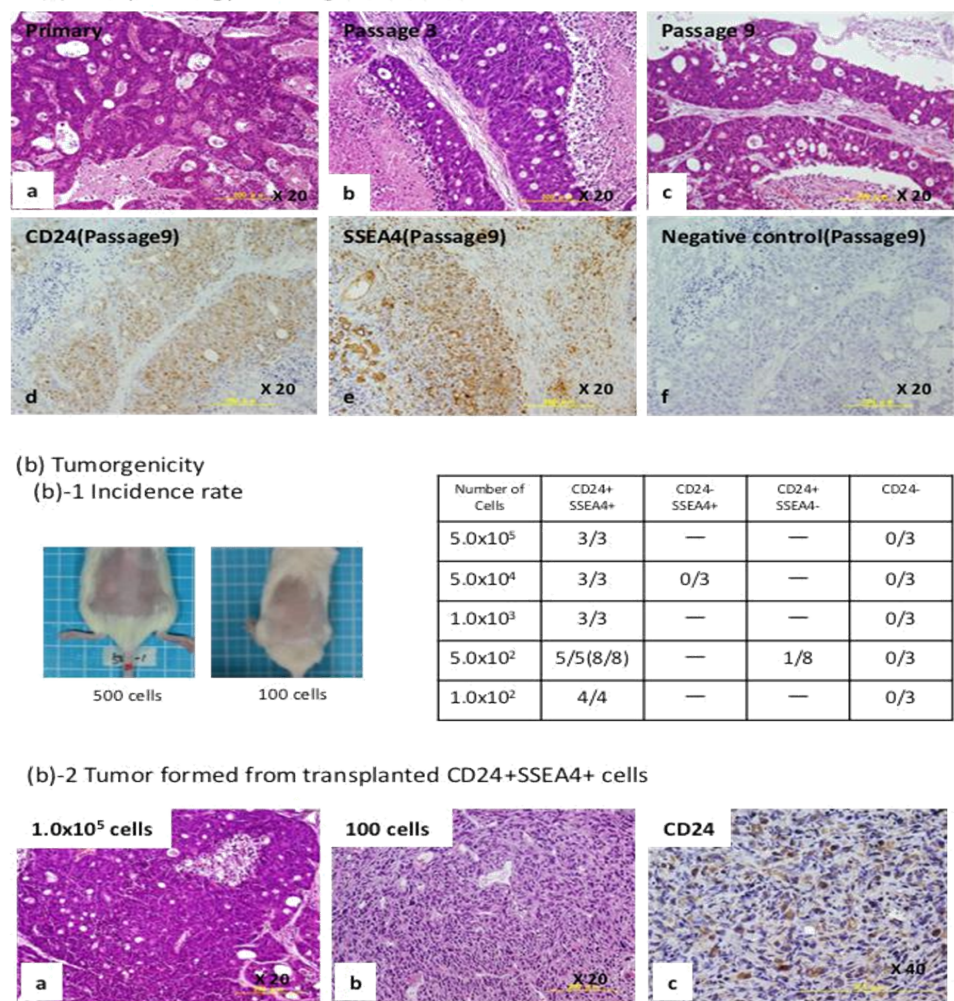 Primary
Passage 3
Passage 9
a
X 20
b
X 20
c
X 20
CD24(Passage9)
SSEA4(Passage9)
Negative control(Passage9)
d
X 20
e
X 20
f
X 20
(b) Tumorgenicity
(b)-1 Incidence rate
500 cells
100 cells
Number of Cells CD24+ SSEA4+ CD24- SSEA4+ CD24+ SSEA4- CD24-
5.0x10⁵ 3/3 — — 0/3
5.0x10⁴ 3/3 0/3 — 0/3
1.0x10³ 3/3 — — 0/3
5.0x10² 5/5(8/8) — 1/8 0/3
1.0x10² 4/4 — — 0/3
(b)-2 Tumor formed from transplanted CD24+SSEA4+ cells
1.0x10⁵ cells
100 cells
CD24
a
X 20
b
X 20
c
X 40